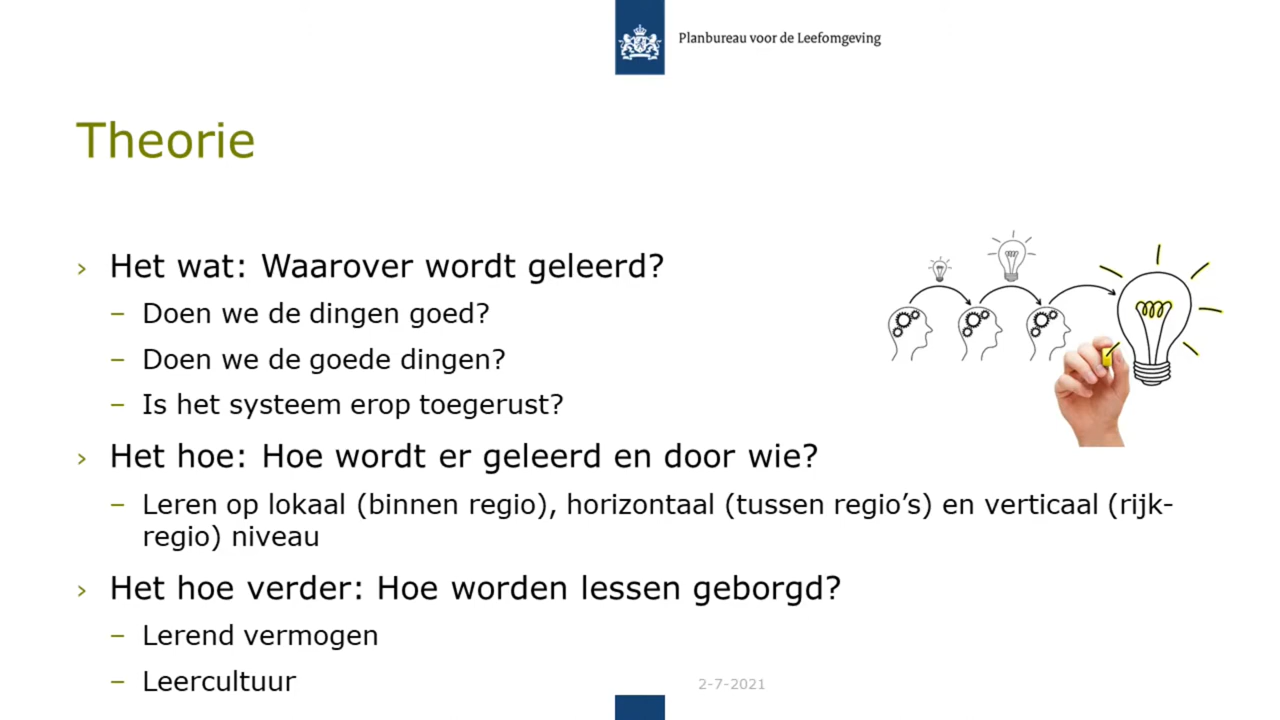 Planbureau voor de Leefomgeving
Theorie
› Het wat: Waarover wordt geleerd?
– Doen we de dingen goed?
– Doen we de goede dingen?
– Is het systeem erop toegerust?
› Het hoe: Hoe wordt er geleerd en door wie?
– Leren op lokaal (binnen regio), horizontaal (tussen regio’s) en verticaal (rijk-
regio) niveau
› Het hoe verder: Hoe worden lessen geborgd?
– Lerend vermogen
– Leercultuur
2-7-2021